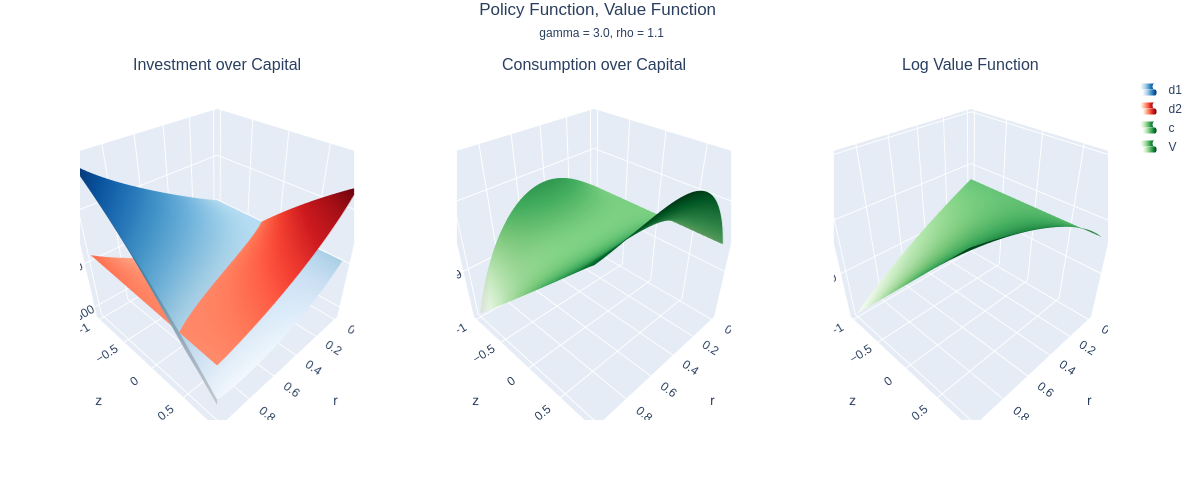 Policy Function, Value Function
gamma = 3.0, rho = 1.1
Investment over Capital
Consumption over Capital
Log Value Function
d1
d2
c
V
−1
−0.5
0
0.5
z
0
0.2
0.4
0.6
0.8
r
−1
−0.5
0
0.5
z
0
0.2
0.4
0.6
0.8
r
−1
−0.5
0
0.5
z
0
0.2
0.4
0.6
0.8
r